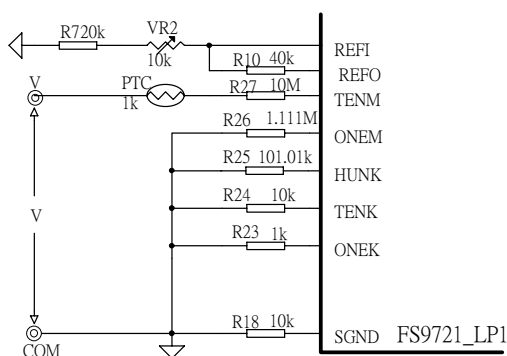 VR2
R720k
10k
REFI
R10 40k
REFO
V
PTC
1k
R27 10M
TENM
R26 1.111M
ONEM
R25 101.01k
HUNK
V
R24 10k
TENK
R23 1k
ONEK
R18 10k
SGND FS9721_LP1
COM